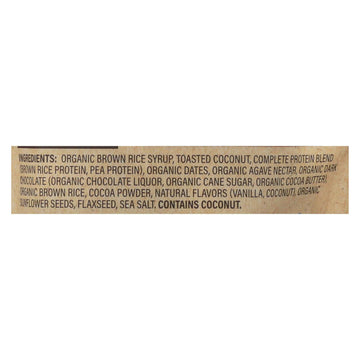 INGREDIENTS: ORGANIC BROWN RICE SYRUP, TOASTED COCONUT, COMPLETE PROTEIN BLEND
(BROWN RICE PROTEIN, PEA PROTEIN), ORGANIC DATES, ORGANIC AGAVE NECTAR, ORGANIC DARK
CHOCOLATE (ORGANIC CHOCOLATE LIQUOR, ORGANIC CANE SUGAR, ORGANIC COCOA BUTTER),
ORGANIC BROWN RICE, COCOA POWDER, NATURAL FLAVORS (VANILLA, COCONUT), ORGANIC
SUNFLOWER SEEDS, FLAXSEED, SEA SALT. CONTAINS COCONUT.